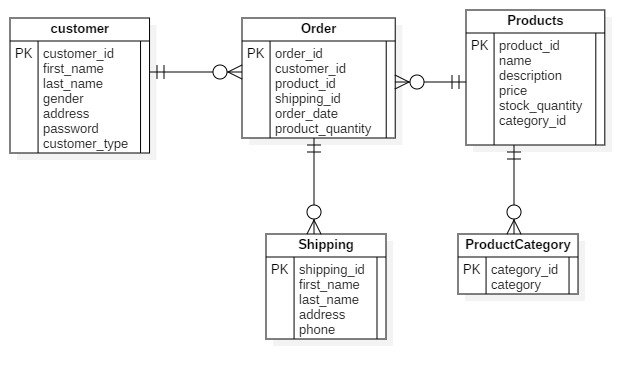 customer
PK customer_id
first_name
last_name
gender
address
password
customer_type
Order
PK order_id
customer_id
product_id
shipping_id
order_date
product_quantity
Products
PK product_id
name
description
price
stock_quantity
category_id
Shipping
PK shipping_id
first_name
last_name
address
phone
ProductCategory
PK category_id
category